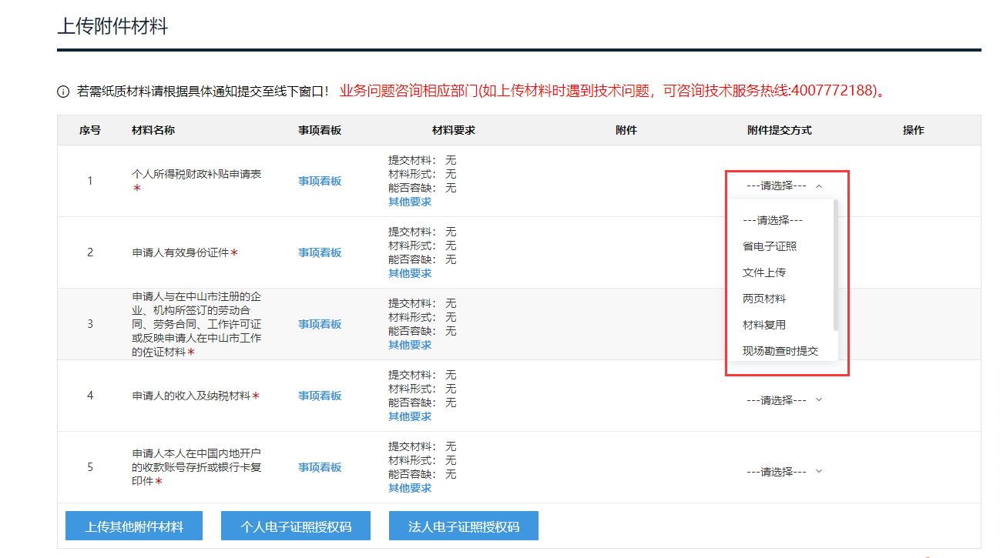 上传附件材料
若需纸质材料请根据具体通知提交至线下窗口！ 业务问题咨询相应部门(如上传材料时遇到技术问题，可咨询技术服务热线:4007772188)。
序号 材料名称 事项看板 材料要求 附件 附件提交方式 操作
1
个人所得税财政补贴申请表
*
事项看板
提交材料： 无
材料形式： 无
能否容缺： 无
其他要求
---请选择---
---请选择---
省电子证照
文件上传
两页材料
材料复用
现场勘查时提交
2
申请人有效身份证件*
事项看板
提交材料： 无
材料形式： 无
能否容缺： 无
其他要求
3
申请人与在中山市注册的企
业、机构所签订的劳动合
同、劳务合同、工作许可证
或反映申请人在中山市工作
的佐证材料*
事项看板
提交材料： 无
材料形式： 无
能否容缺： 无
其他要求
4
申请人的收入及纳税材料*
事项看板
提交材料： 无
材料形式： 无
能否容缺： 无
其他要求
---请选择---
5
申请人本人在中国内地开户
的收款账号存折或银行卡复
印件*
事项看板
提交材料： 无
材料形式： 无
能否容缺： 无
其他要求
---请选择---
上传其他附件材料 个人电子证照授权码 法人电子证照授权码